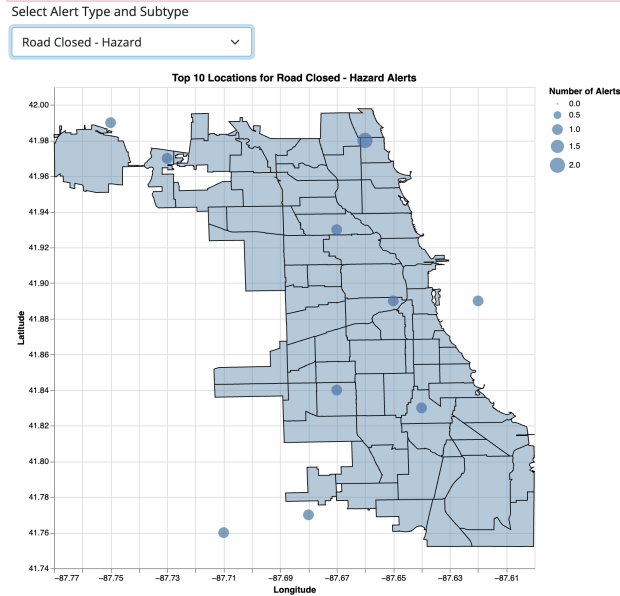 Select Alert Type and Subtype
Road Closed - Hazard
Top 10 Locations for Road Closed - Hazard Alerts
Number of Alerts
0.0
0.5
1.0
1.5
2.0
42.00
41.98
41.96
41.94
41.92
41.90
41.88
41.86
41.84
41.82
41.80
41.78
41.76
41.74
Latitude
−87.77 −87.75 −87.73 −87.71 −87.69 −87.67 −87.65 −87.63 −87.61
Longitude